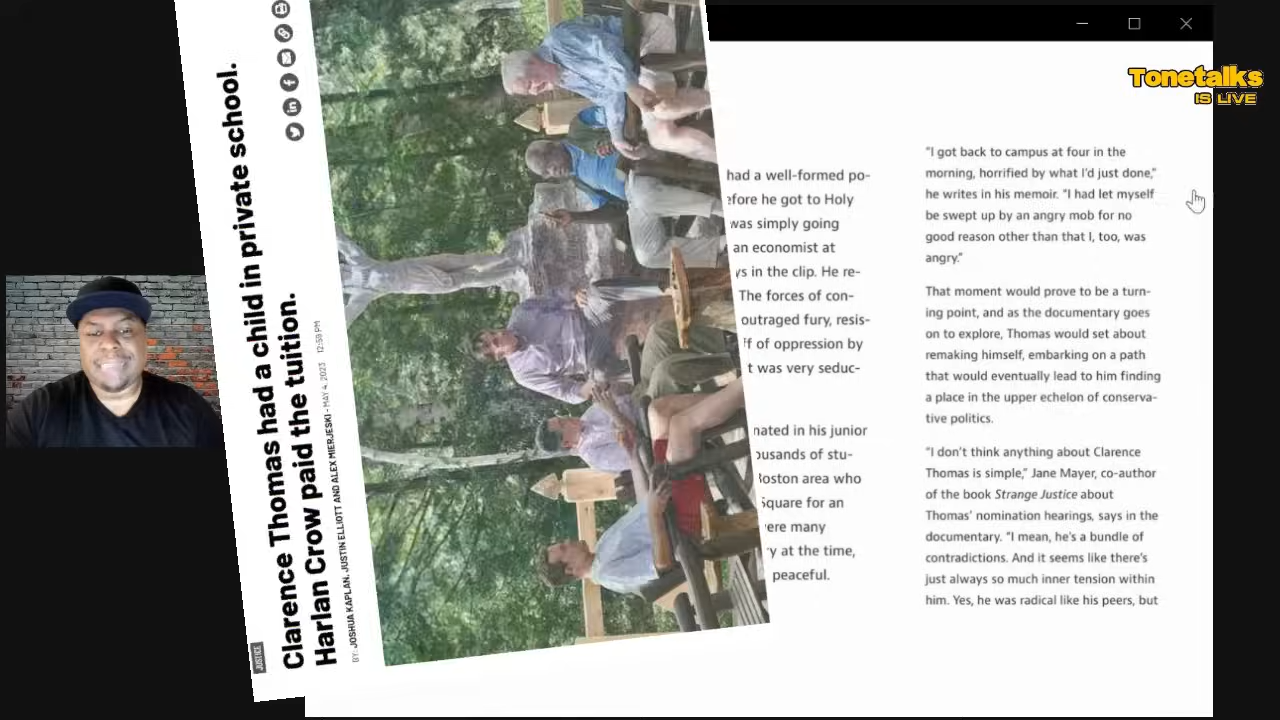 Tonetalks
IS LIVE
JUSTICE
Clarence Thomas had a child in private school.
Harlan Crow paid the tuition.
BY: JOSHUA KAPLAN, JUSTIN ELLIOTT AND ALEX MIERJESKI - MAY 4, 2023 12:59 PM
had a well-formed po-
efore he got to Holy
was simply going
an economist at
ys in the clip. He re-
The forces of con-
outraged fury, resis-
ff of oppression by
t was very seduc-
nated in his junior
ousands of stu-
Boston area who
Square for an
ere many
ry at the time,
peaceful.
“I got back to campus at four in the
morning, horrified by what I’d just done,”
he writes in his memoir. “I had let myself
be swept up by an angry mob for no
good reason other than that I, too, was
angry.”
That moment would prove to be a turn-
ing point, and as the documentary goes
on to explore, Thomas would set about
remaking himself, embarking on a path
that would eventually lead to him finding
a place in the upper echelon of conserva-
tive politics.
“I don’t think anything about Clarence
Thomas is simple,” Jane Mayer, co-author
of the book Strange Justice about
Thomas’ nomination hearings, says in the
documentary. “I mean, he’s a bundle of
contradictions. And it seems like there’s
just always so much inner tension within
him. Yes, he was radical like his peers, but